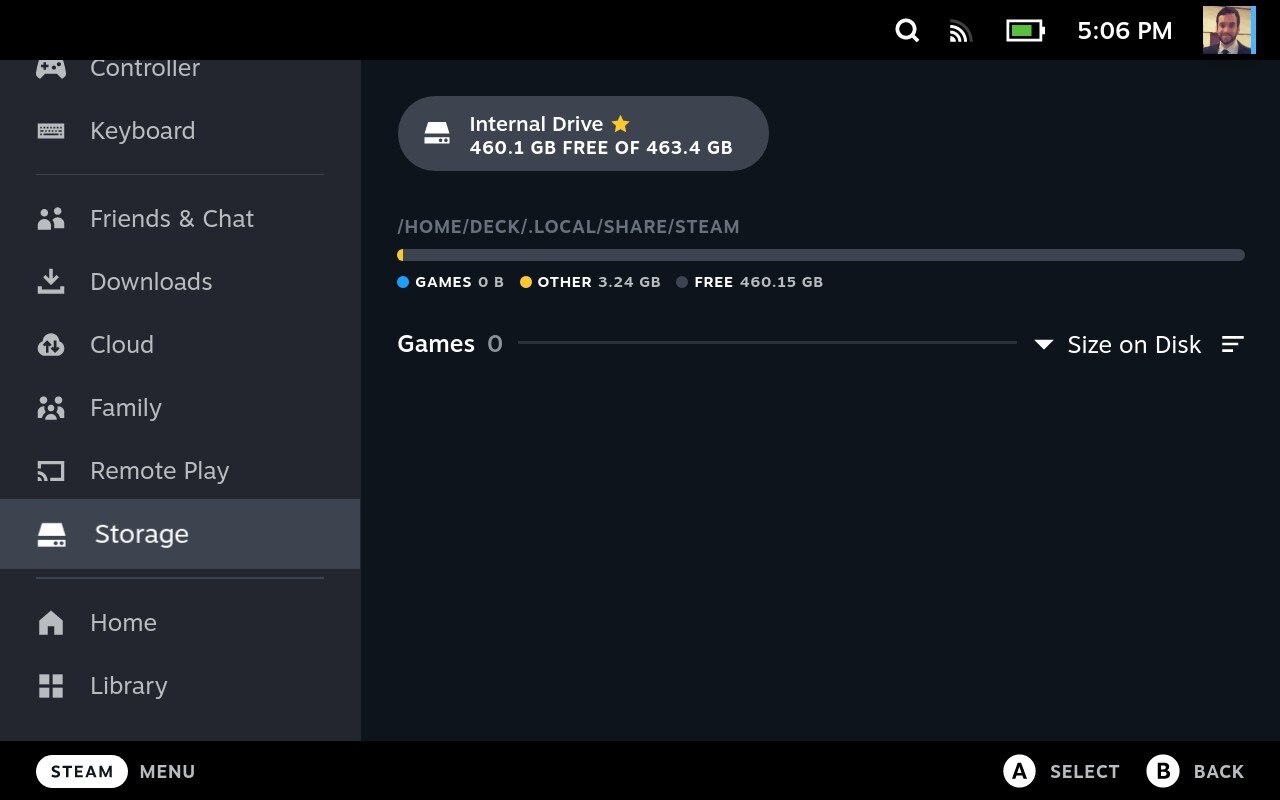 5:06 PM
Controller
Keyboard
Friends & Chat
Downloads
Cloud
Family
Remote Play
Storage
Home
Library
Internal Drive
460.1 GB FREE OF 463.4 GB
/HOME/DECK/.LOCAL/SHARE/STEAM
GAMES 0 B OTHER 3.24 GB FREE 460.15 GB
Games 0 Size on Disk
STEAM MENU A SELECT B BACK